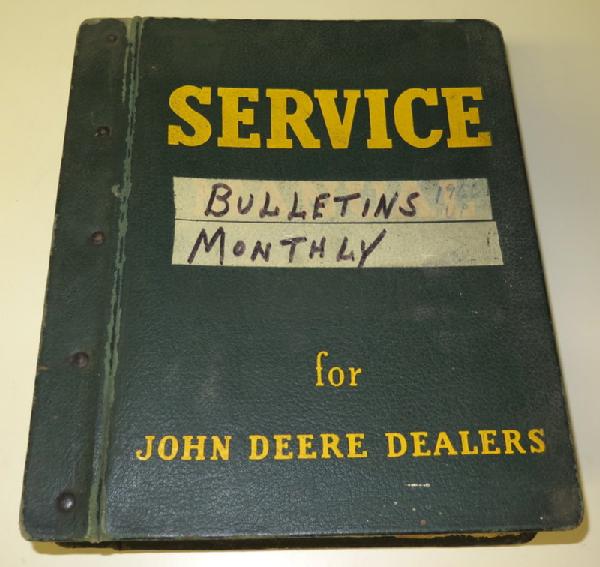 SERVICE
BULLETINS
MONTHLY
for
JOHN DEERE DEALERS